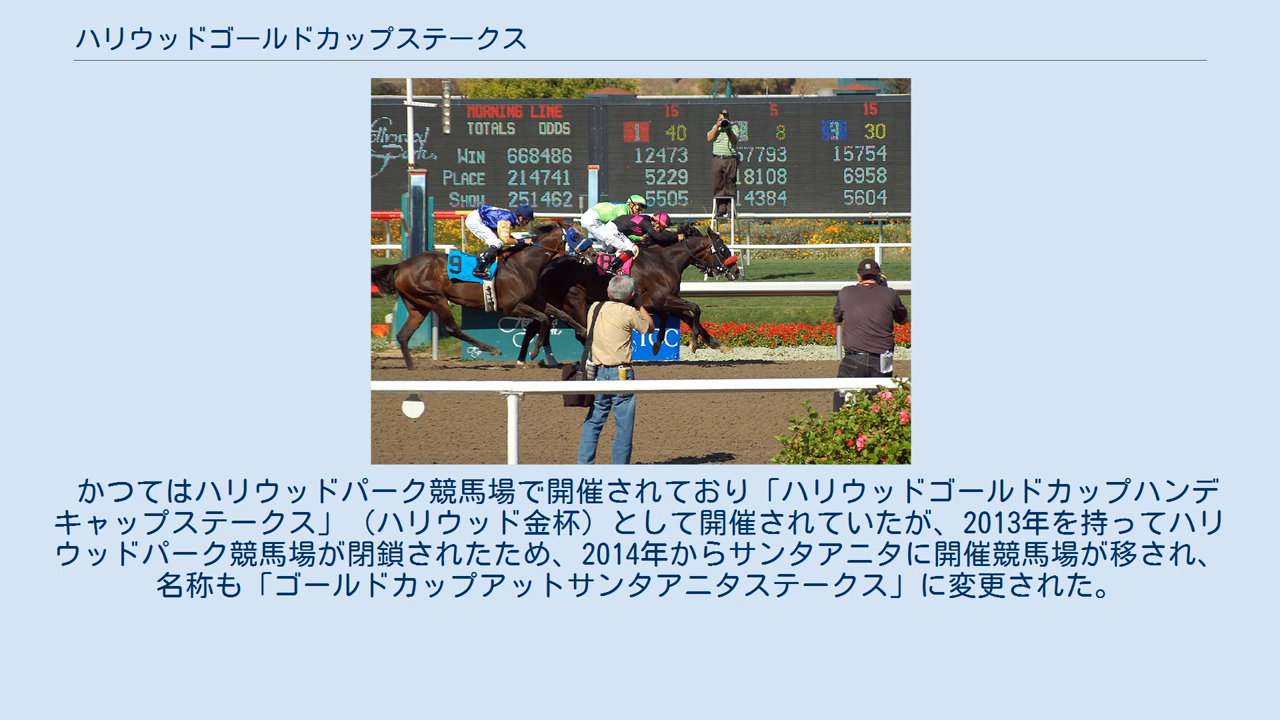 ハリウッドゴールドカップステークス
MORNING LINE 15 5 15
TOTALS ODDS 1 40 8 3 30
WIN 668486 12473 57793 15754
PLACE 214741 5229 18108 6958
SHOW 251462 5505 14384 5604
9
8
かつてはハリウッドパーク競馬場で開催されており「ハリウッドゴールドカップハンデ
キャップステークス」（ハリウッド金杯）として開催されていたが、2013年を持ってハリ
ウッドパーク競馬場が閉鎖されたため、2014年からサンタアニタに開催競馬場が移され、
名称も「ゴールドカップアットサンタアニタステークス」に変更された。